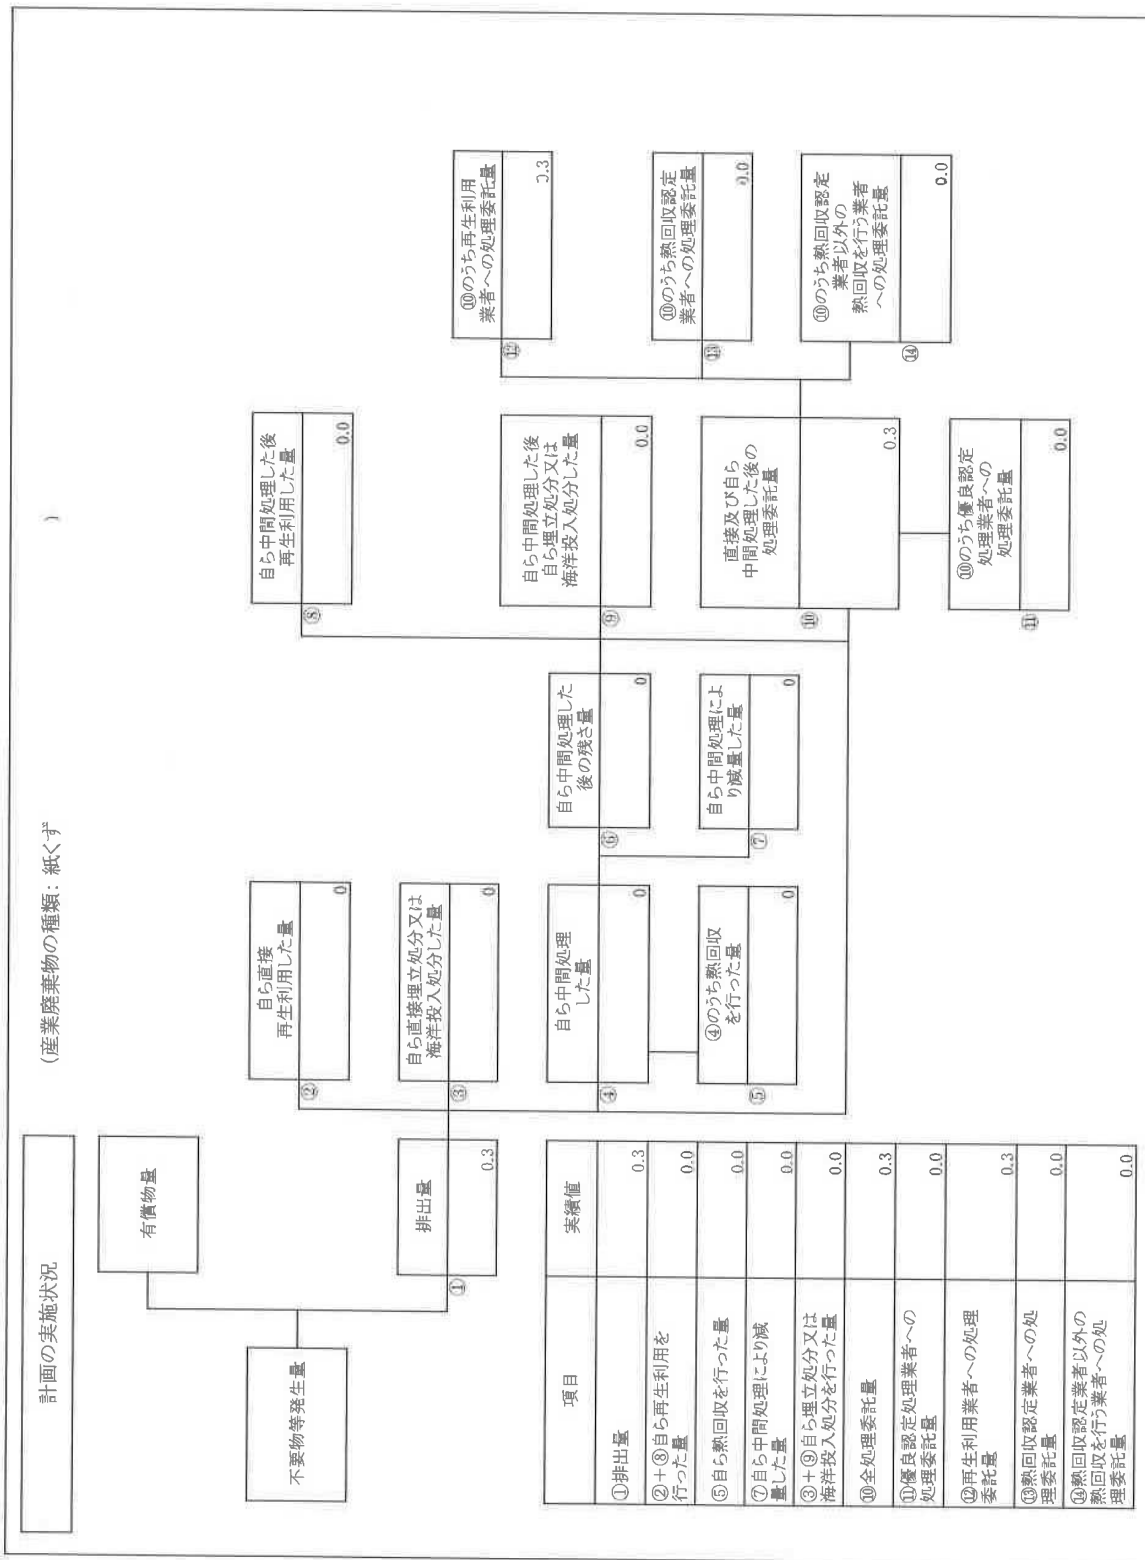 計画の実施状況
(産業廃棄物の種類: 紙くず
)
不要物等発生量
有償物量
①
排出量
0.3
②
自ら直接
再生利用した量
0
③
自ら直接埋立処分又は
海洋投入処分した量
0
④
自ら中間処理
した量
0
⑤
④のうち熱回収
を行った量
0
⑥
自ら中間処理した
後の残さ量
0
⑦
自ら中間処理によ
り減量した量
0
⑧
自ら中間処理した後
再生利用した量
0.0
⑨
自ら中間処理した後
自ら埋立処分又は
海洋投入処分した量
0.0
⑩
直接及び自ら
中間処理した後の
処理委託量
0.3
⑪
⑩のうち優良認定
処理業者への
処理委託量
0.0
⑫
⑩のうち再生利用
業者への処理委託量
0.3
⑬
⑩のうち熱回収認定
業者への処理委託量
0.0
⑭
⑩のうち熱回収認定
業者以外の
熱回収を行う業者
への処理委託量
0.0
項目 実績値
①排出量 0.3
②+⑧自ら再生利用を
行った量 0.0
⑤自ら熱回収を行った量 0.0
⑦自ら中間処理により減
量した量 0.0
③+⑨自ら埋立処分又は
海洋投入処分を行った量 0.0
⑩全処理委託量 0.3
⑪優良認定処理業者への
処理委託量 0.0
⑫再生利用業者への処理
委託量 0.3
⑬熱回収認定業者への処
理委託量 0.0
⑭熱回収認定業者以外の
熱回収を行う業者への処
理委託量 0.0